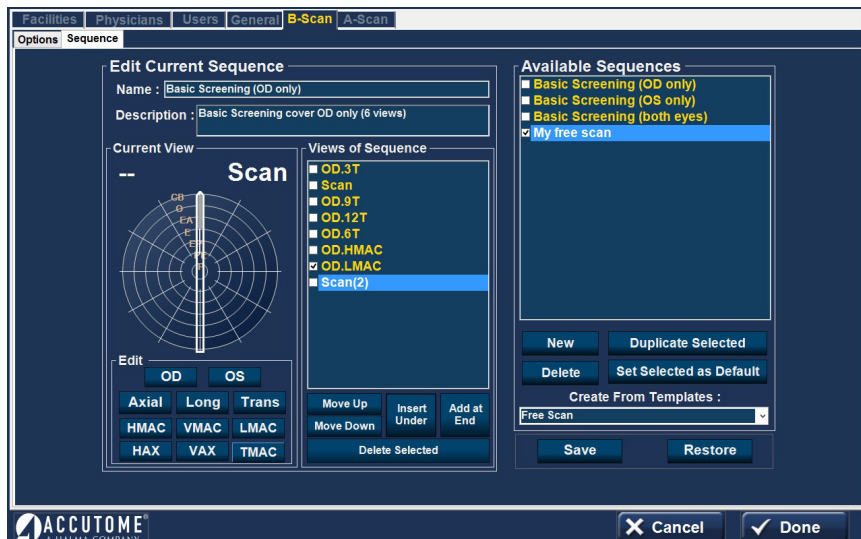 Facilities Physicians Users General B-Scan A-Scan
Options Sequence
Edit Current Sequence
Name : Basic Screening (OD only)
Description : Basic Screening cover OD only (6 views)
Current View
-- Scan
CB
O
EA
E
Edit
OD OS
Axial Long Trans
HMAC VMAC LMAC
HAX VAX TMAC
Views of Sequence
OD.3T
Scan
OD.9T
OD.12T
OD.6T
OD.HMAC
OD.LMAC
Scan(2)
Move Up
Move Down
Insert Under
Add at End
Delete Selected
Available Sequences
Basic Screening (OD only)
Basic Screening (OS only)
Basic Screening (both eyes)
My free scan
New Duplicate Selected
Delete Set Selected as Default
Create From Templates :
Free Scan
Save Restore
ACCUTOME®
A HALMA COMPANY
Cancel Done